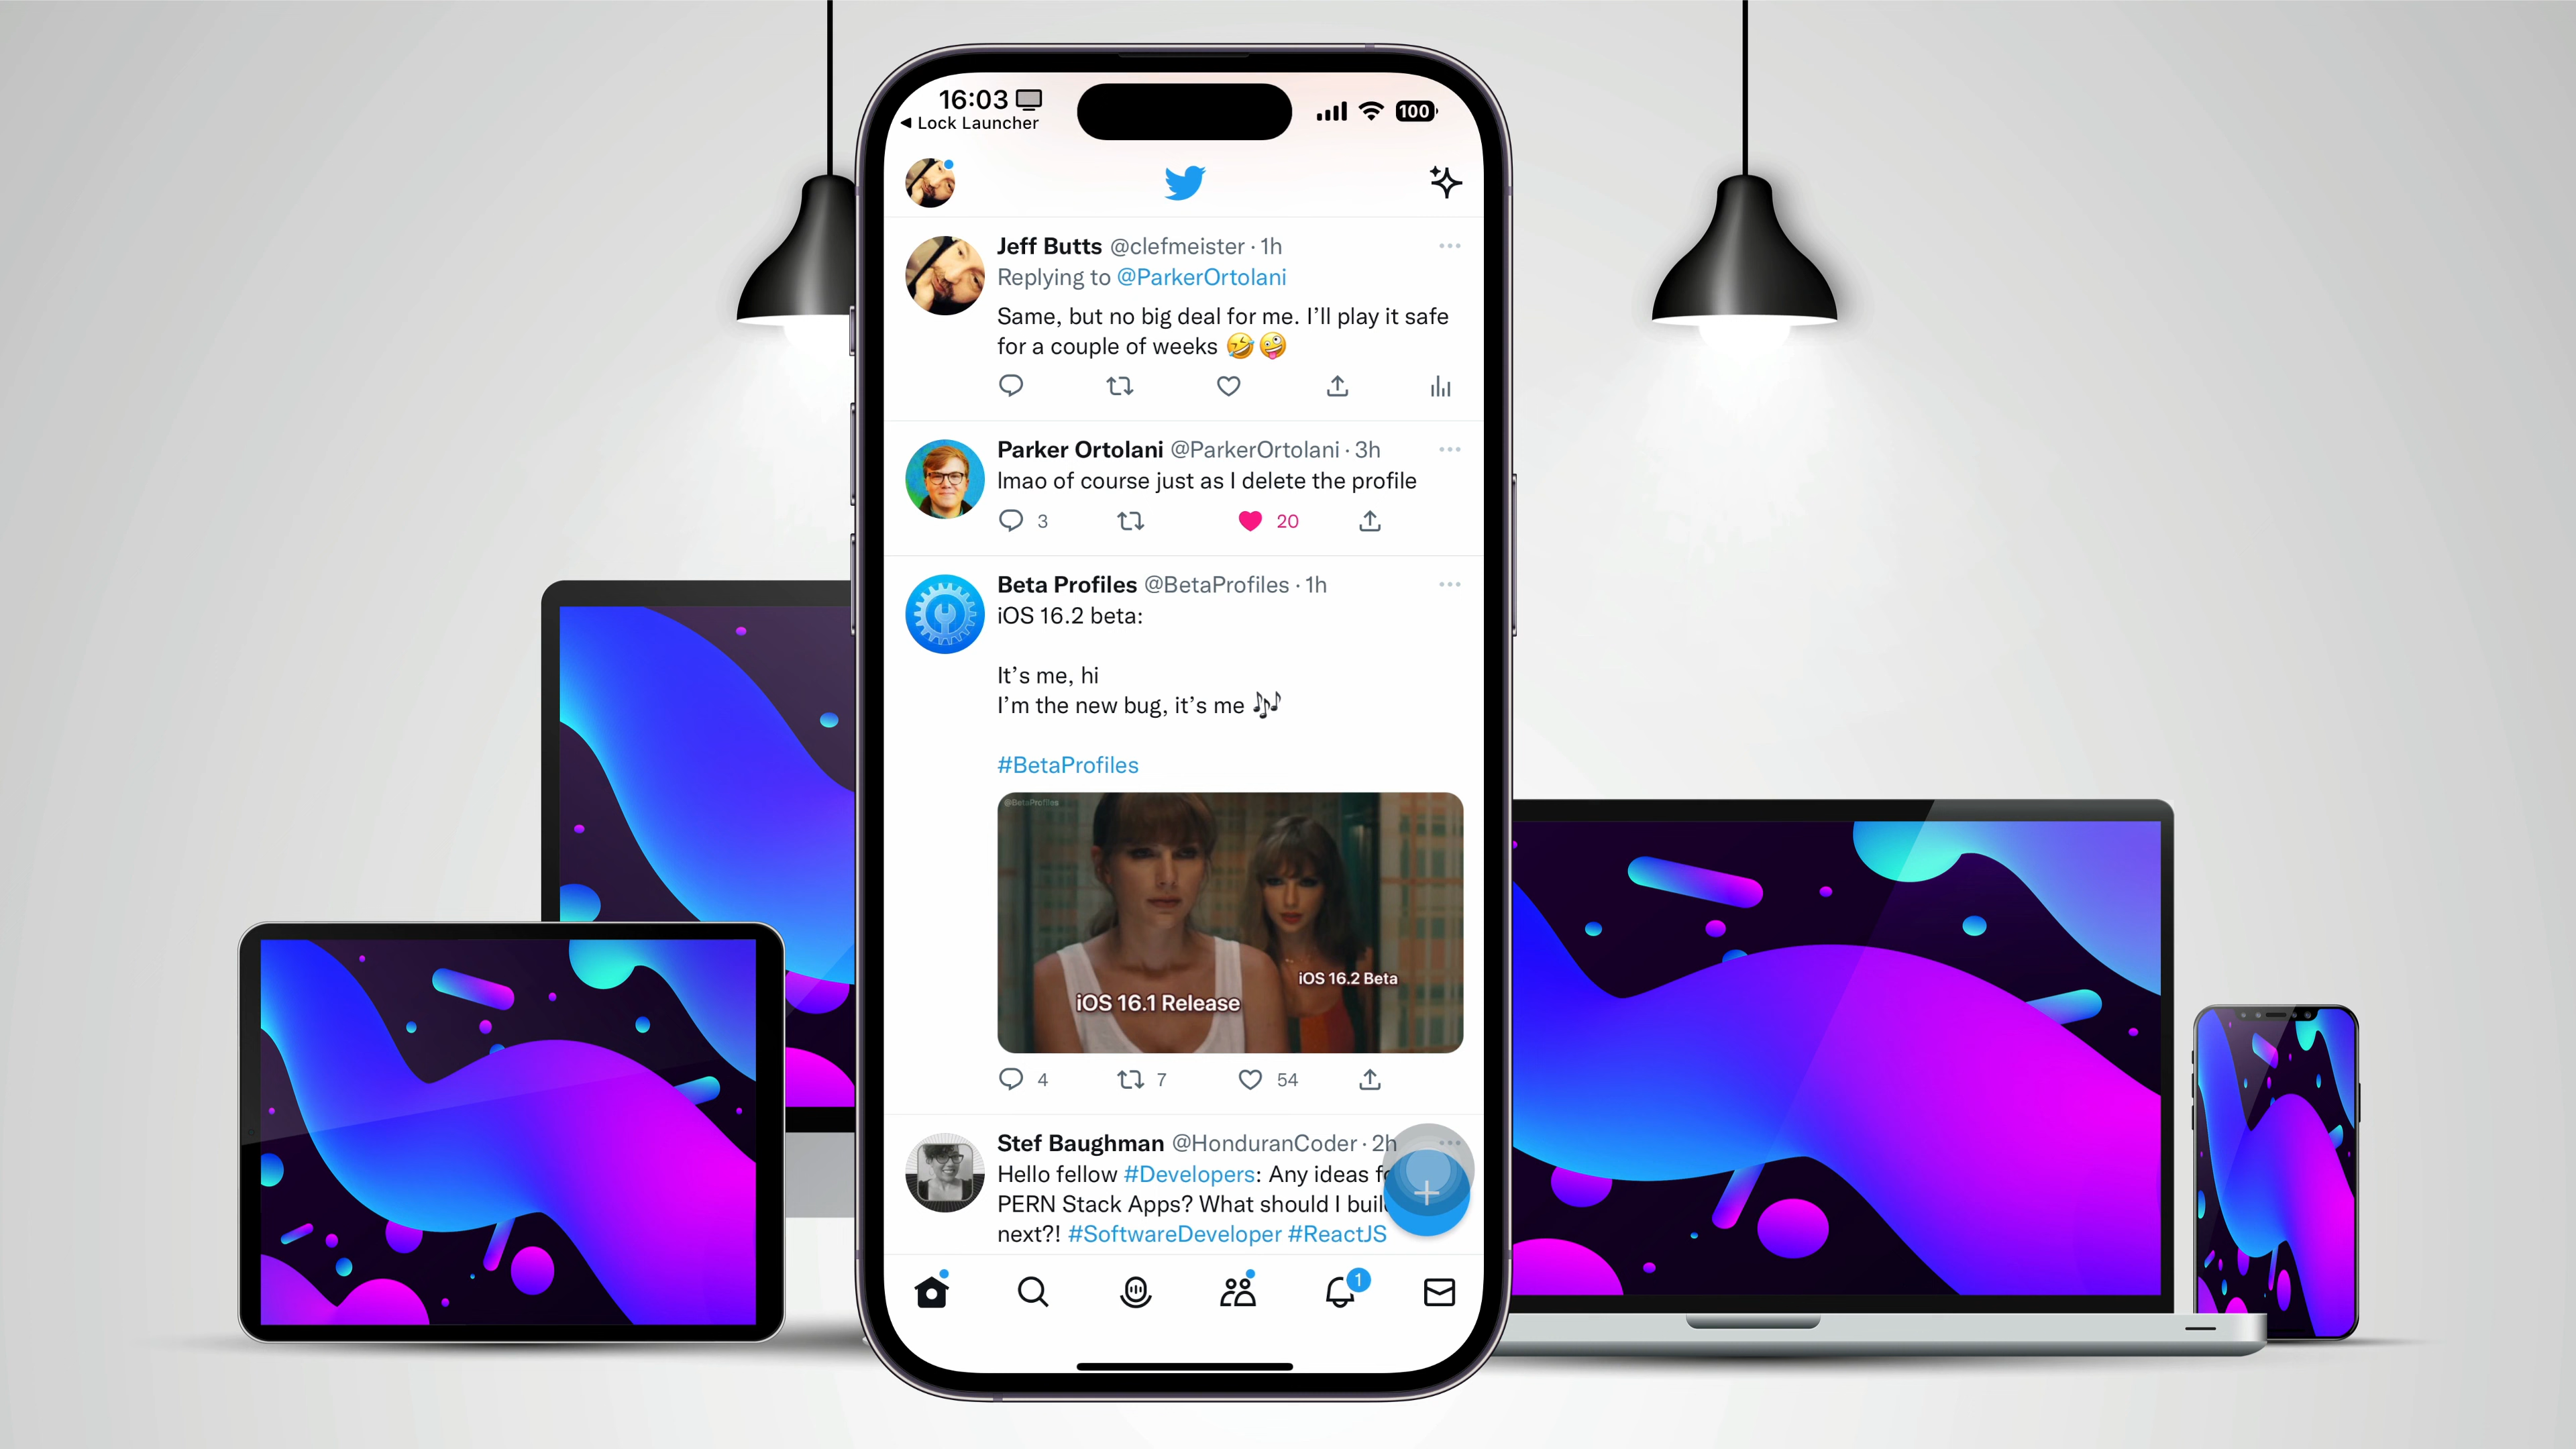 16:03
100
◀ Lock Launcher
Jeff Butts @clefmeister · 1h
Replying to @ParkerOrtolani
Same, but no big deal for me. I’ll play it safe
for a couple of weeks 🤣🤪
Parker Ortolani @ParkerOrtolani · 3h
lmao of course just as I delete the profile
3
20
Beta Profiles @BetaProfiles · 1h
iOS 16.2 beta:
It’s me, hi
I’m the new bug, it’s me 🎶
#BetaProfiles
@BetaProfiles
iOS 16.2 Beta
iOS 16.1 Release
4
7
54
Stef Baughman @HonduranCoder · 2h
Hello fellow #Developers: Any ideas
PERN Stack Apps? What should I
next?! #SoftwareDeveloper #ReactJS
1